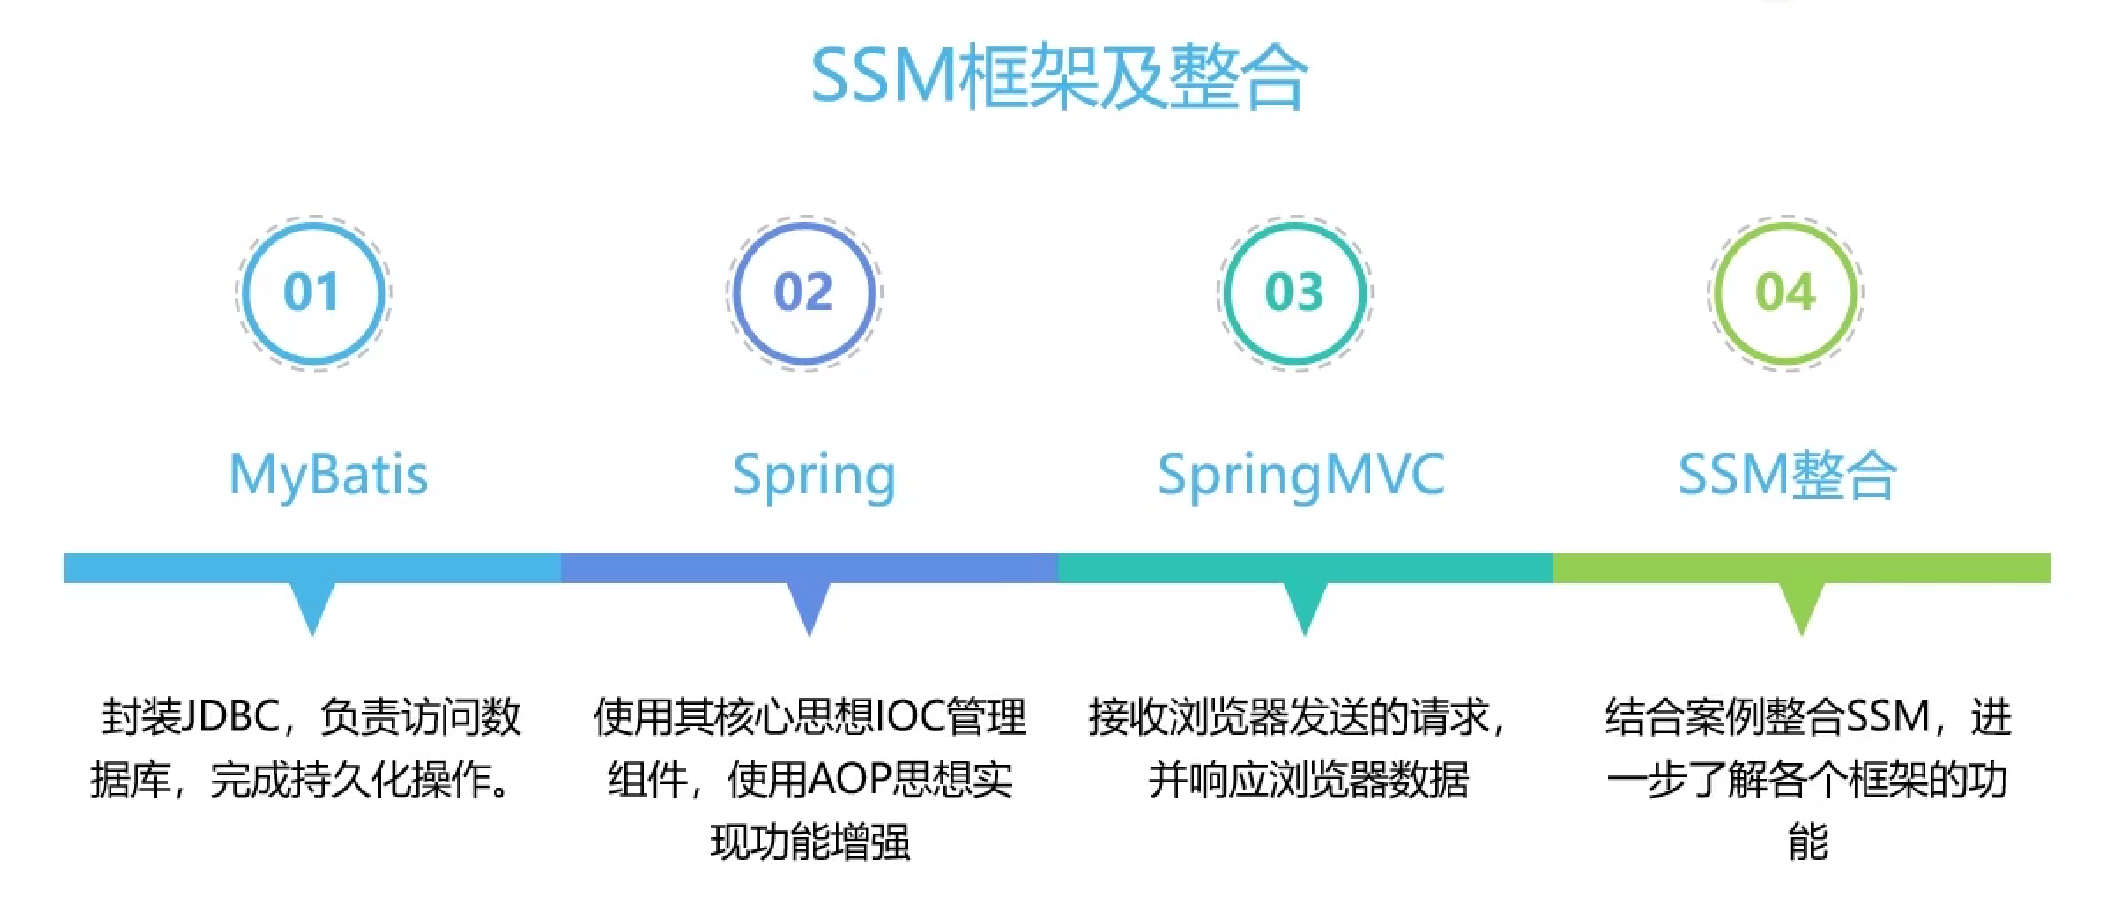 SSM框架及整合
01
02
03
04
MyBatis
Spring
SpringMVC
SSM整合
封装JDBC，负责访问数
据库，完成持久化操作。
使用其核心思想IOC管理
组件，使用AOP思想实
现功能增强
接收浏览器发送的请求，
并响应浏览器数据
结合案例整合SSM，进
一步了解各个框架的功
能